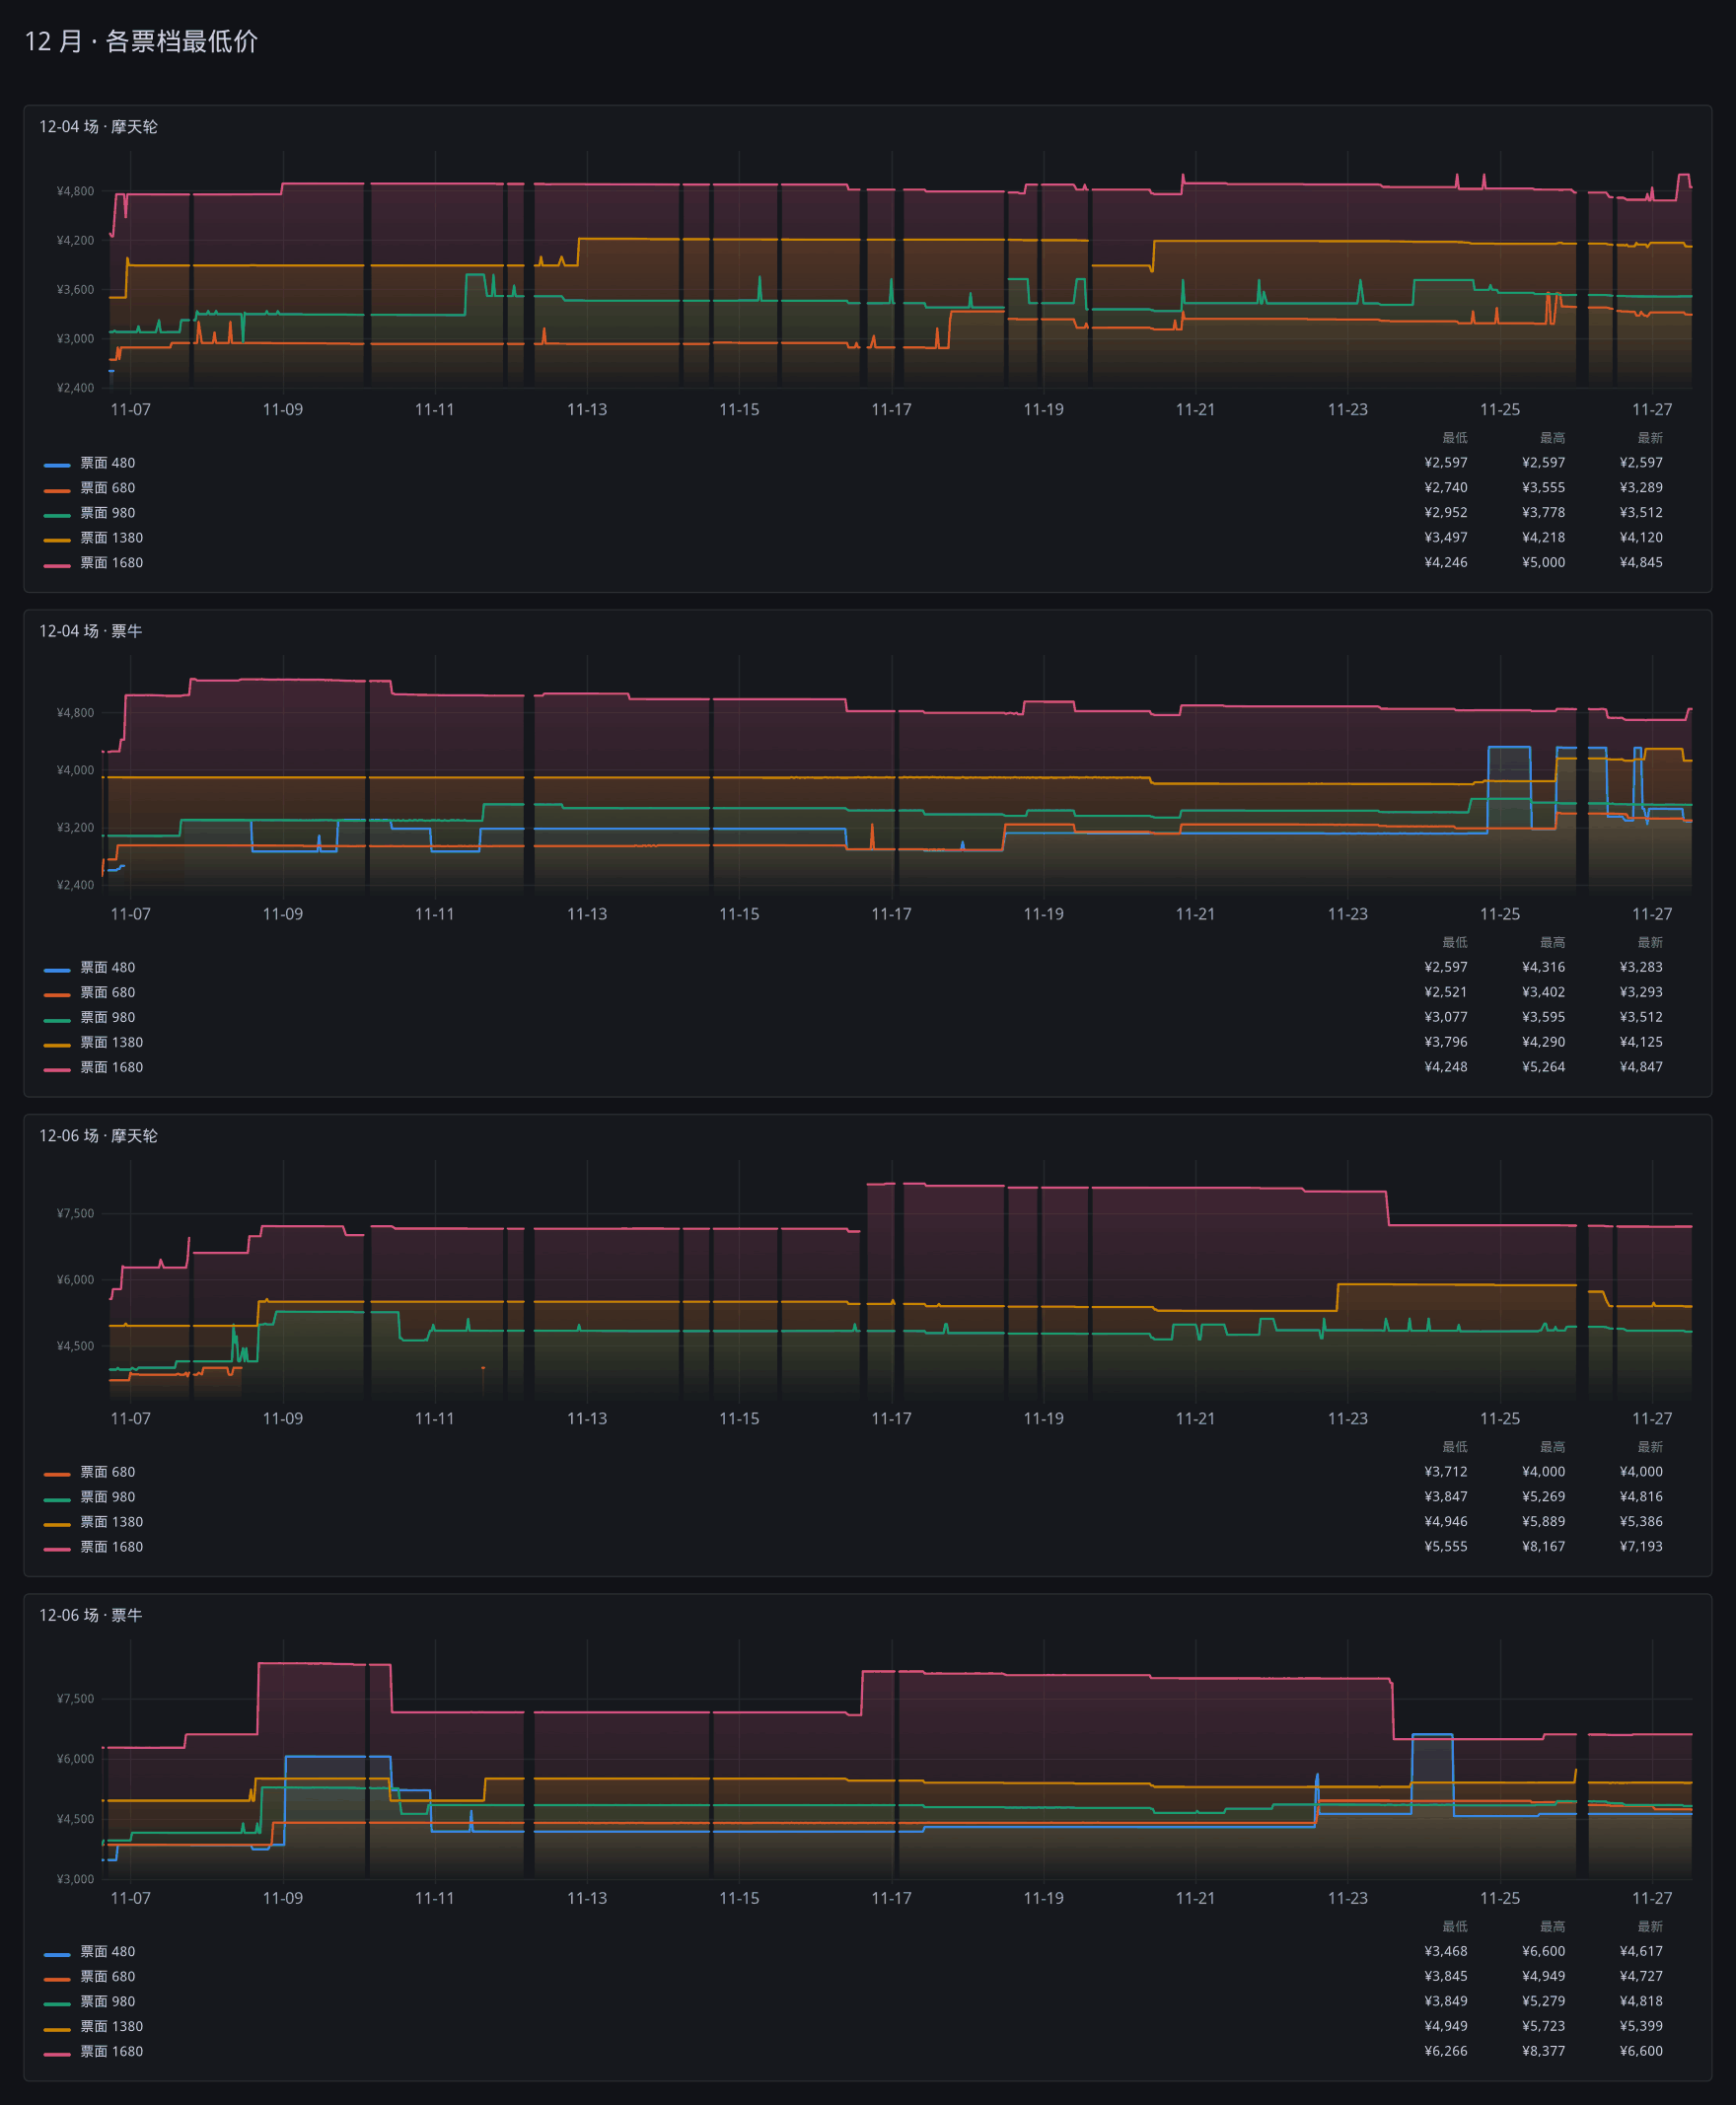 12 月 · 各票档最低价
12-04 场 · 摩天轮
¥4,800
¥4,200
¥3,600
¥3,000
¥2,400
11-07 11-09 11-11 11-13 11-15 11-17 11-19 11-21 11-23 11-25 11-27
最低 最高 最新
票面 480 ¥2,597 ¥2,597 ¥2,597
票面 680 ¥2,740 ¥3,555 ¥3,289
票面 980 ¥2,952 ¥3,778 ¥3,512
票面 1380 ¥3,497 ¥4,218 ¥4,120
票面 1680 ¥4,246 ¥5,000 ¥4,845
12-04 场 · 票牛
¥4,800
¥4,000
¥3,200
¥2,400
11-07 11-09 11-11 11-13 11-15 11-17 11-19 11-21 11-23 11-25 11-27
最低 最高 最新
票面 480 ¥2,597 ¥4,316 ¥3,283
票面 680 ¥2,521 ¥3,402 ¥3,293
票面 980 ¥3,077 ¥3,595 ¥3,512
票面 1380 ¥3,796 ¥4,290 ¥4,125
票面 1680 ¥4,248 ¥5,264 ¥4,847
12-06 场 · 摩天轮
¥7,500
¥6,000
¥4,500
11-07 11-09 11-11 11-13 11-15 11-17 11-19 11-21 11-23 11-25 11-27
最低 最高 最新
票面 680 ¥3,712 ¥4,000 ¥4,000
票面 980 ¥3,847 ¥5,269 ¥4,816
票面 1380 ¥4,946 ¥5,889 ¥5,386
票面 1680 ¥5,555 ¥8,167 ¥7,193
12-06 场 · 票牛
¥7,500
¥6,000
¥4,500
¥3,000
11-07 11-09 11-11 11-13 11-15 11-17 11-19 11-21 11-23 11-25 11-27
最低 最高 最新
票面 480 ¥3,468 ¥6,600 ¥4,617
票面 680 ¥3,845 ¥4,949 ¥4,727
票面 980 ¥3,849 ¥5,279 ¥4,818
票面 1380 ¥4,949 ¥5,723 ¥5,399
票面 1680 ¥6,266 ¥8,377 ¥6,600